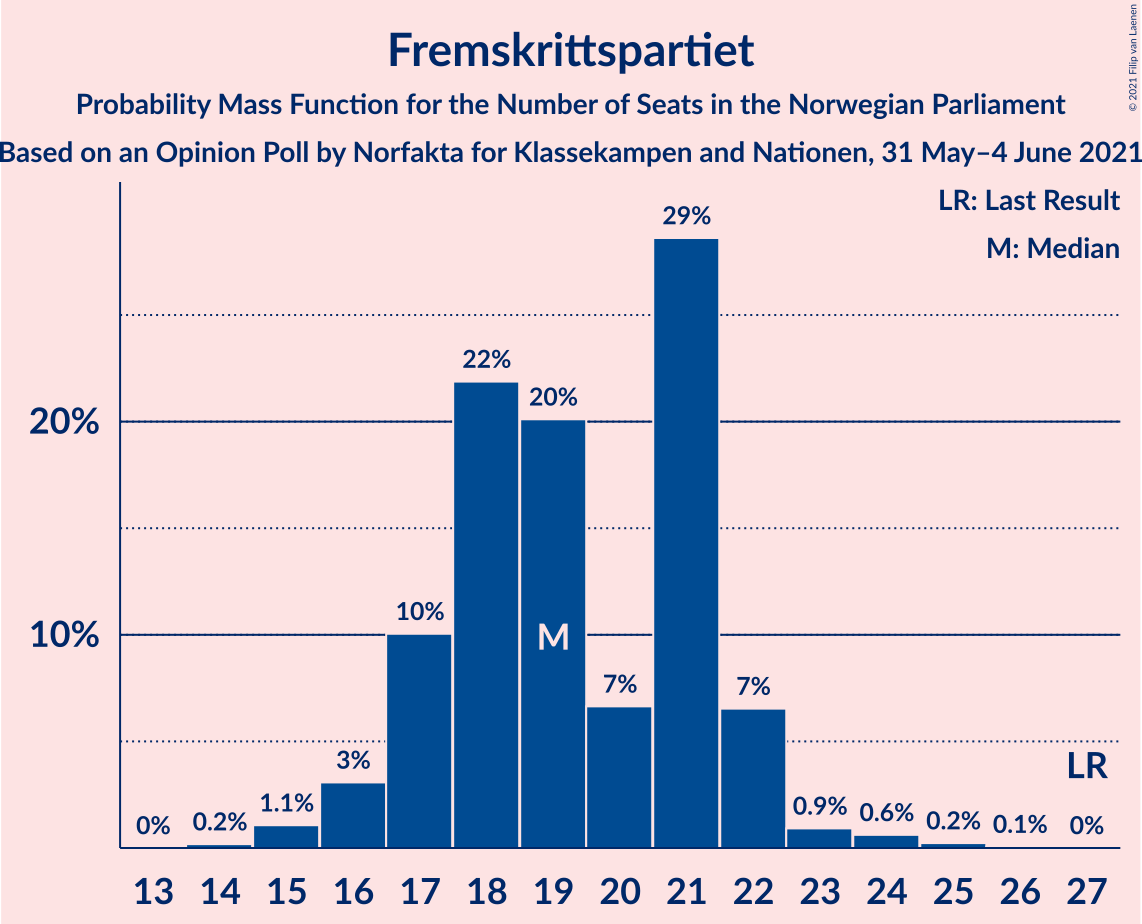 Fremskrittspartiet
Probability Mass Function for the Number of Seats in the Norwegian Parliament
Based on an Opinion Poll by Norfakta for Klassekampen and Nationen, 31 May–4 June 2021
© 2021 Filip van Laenen
LR: Last Result
M: Median
29%
22%
20%
20%
10%
10%
M
7%
7%
3%
LR
0%
0.2%
1.1%
0.9%
0.6%
0.2%
0.1%
0%
13 14 15 16 17 18 19 20 21 22 23 24 25 26 27